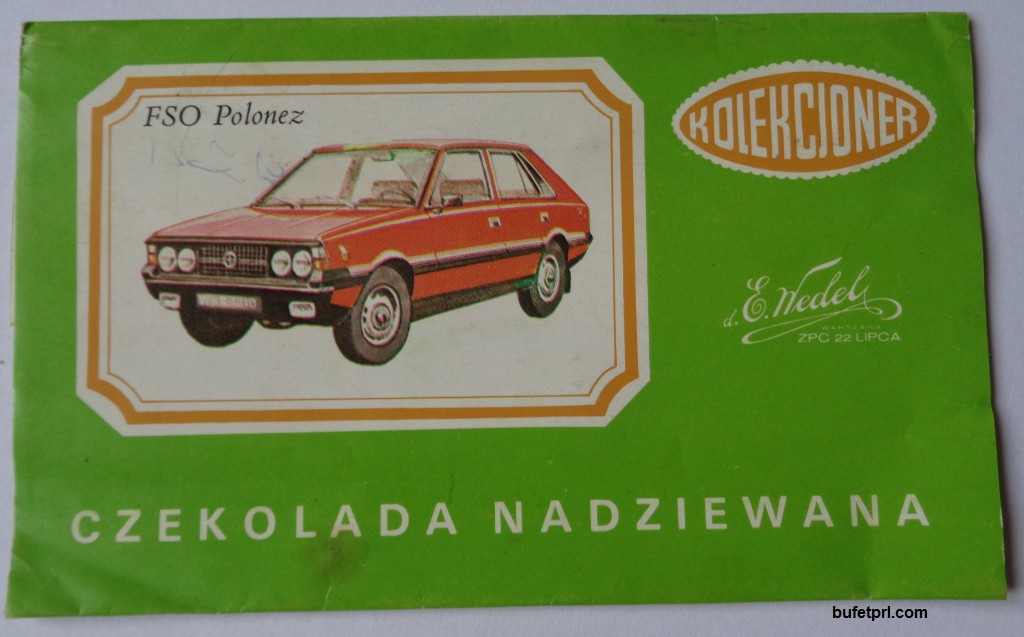 FSO Polonez
KOLEKCJONER
d. E. Wedel
WARSZAWA
ZPC 22 LIPCA
CZEKOLADA NADZIEWANA
bufetprl.com